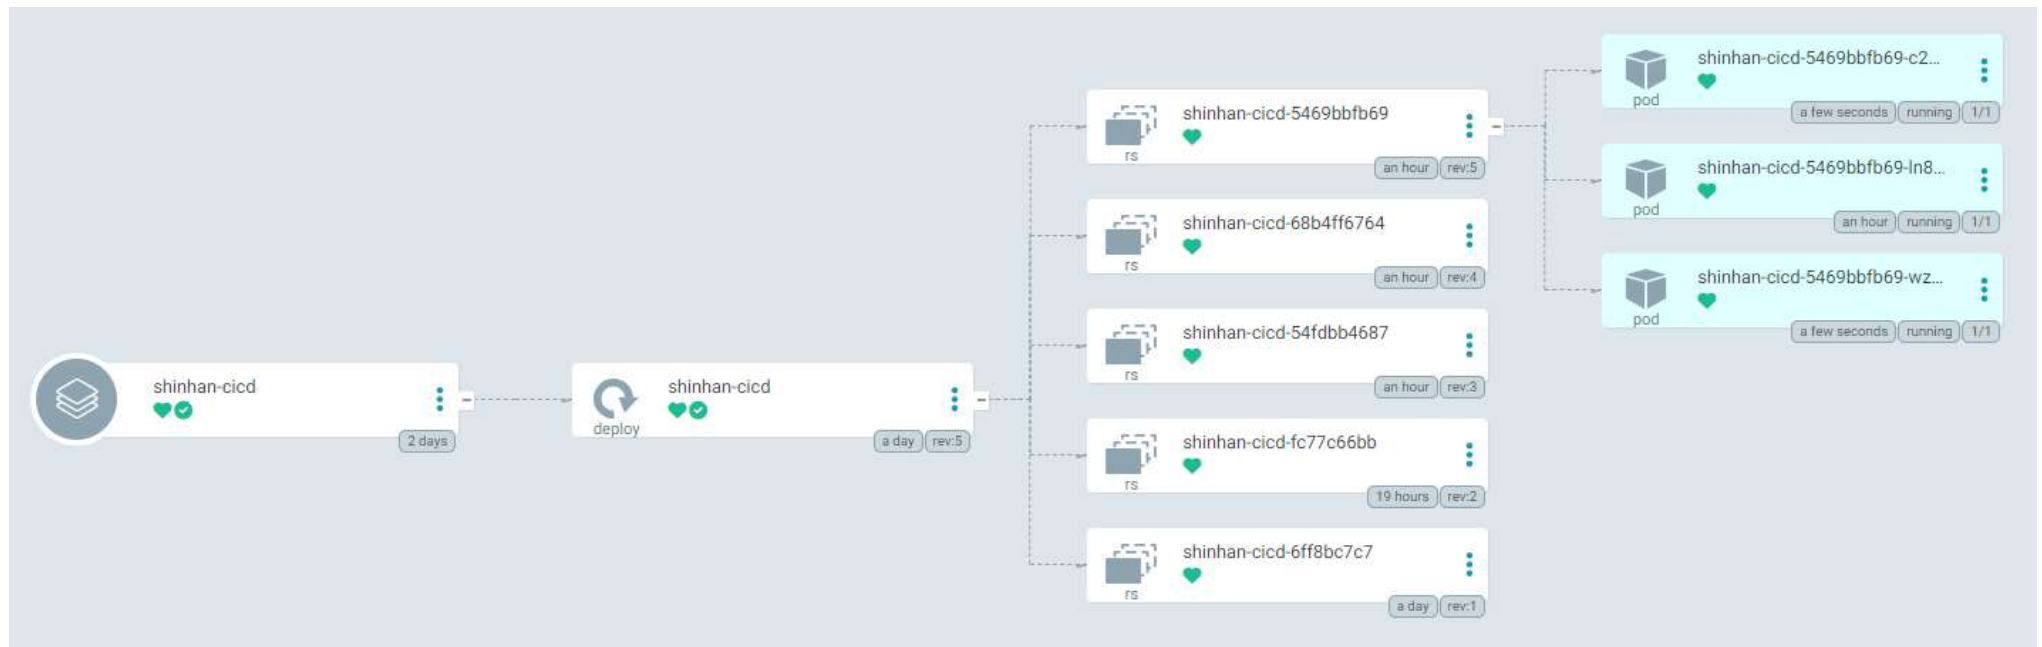 shinhan-cicd
2 days
shinhan-cicd
deploy
a day rev:5
shinhan-cicd-5469bbfb69
rs
an hour rev:5
shinhan-cicd-68b4ff6764
rs
an hour rev:4
shinhan-cicd-54fdbb4687
rs
an hour rev:3
shinhan-cicd-fc77c66bb
rs
19 hours rev:2
shinhan-cicd-6ff8bc7c7
rs
a day rev:1
shinhan-cicd-5469bbfb69-c2...
pod
a few seconds running 1/1
shinhan-cicd-5469bbfb69-ln8...
pod
an hour running 1/1
shinhan-cicd-5469bbfb69-wz...
pod
a few seconds running 1/1